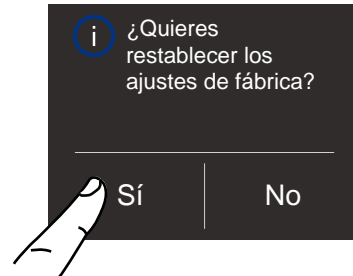 i
¿Quieres
restablecer los
ajustes de fábrica?
Sí
No